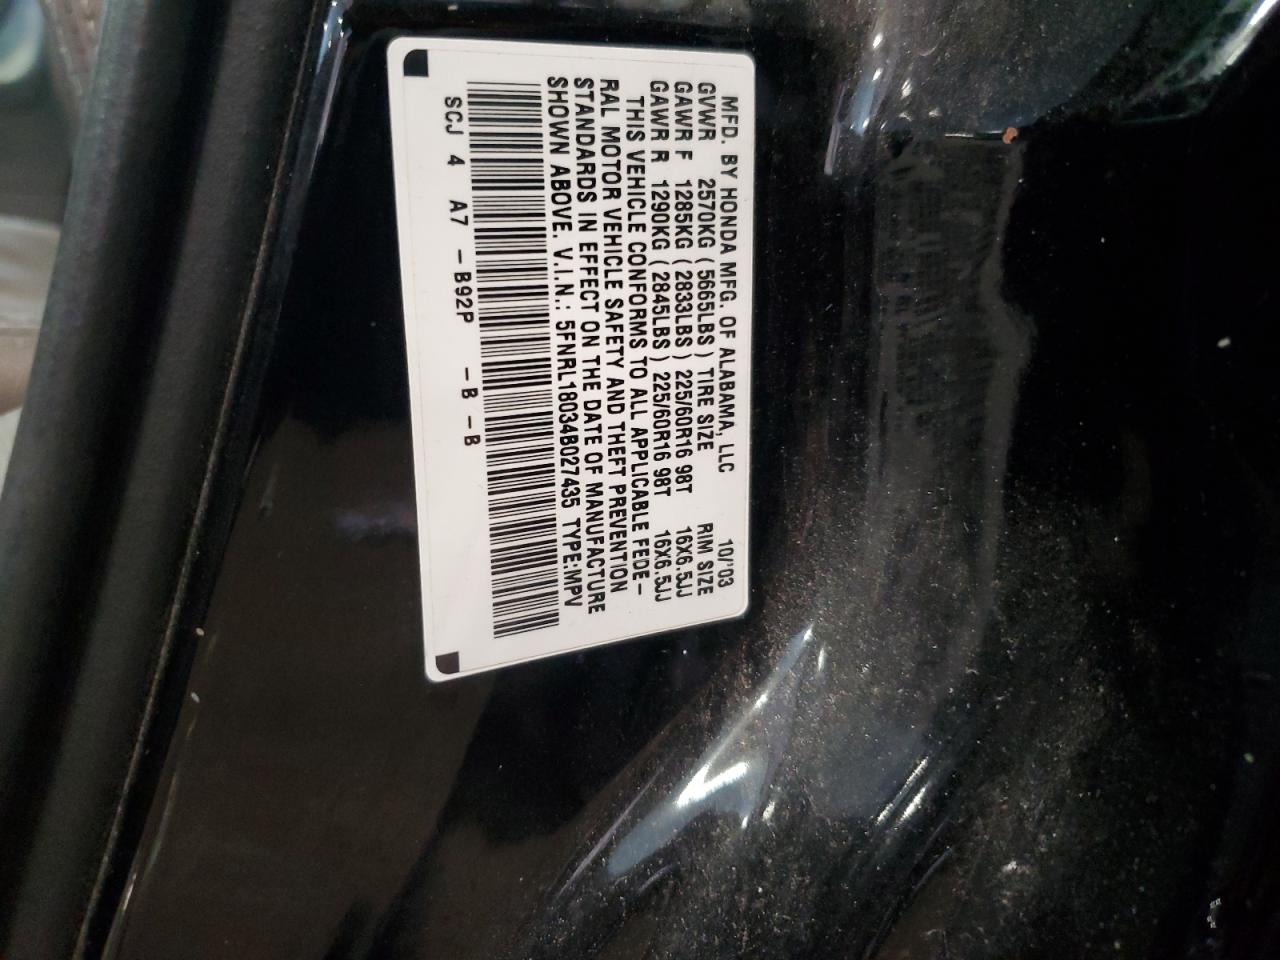 MFD. BY HONDA MFG. OF ALABAMA, LLC 10/'03
GVWR 2570KG ( 5665LBS ) TIRE SIZE RIM SIZE
GAWR F 1285KG ( 2833LBS ) 225/60R16 98T 16X6.5JJ
GAWR R 1290KG ( 2845LBS ) 225/60R16 98T 16X6.5JJ
THIS VEHICLE CONFORMS TO ALL APPLICABLE FEDE-
RAL MOTOR VEHICLE SAFETY AND THEFT PREVENTION
STANDARDS IN EFFECT ON THE DATE OF MANUFACTURE
SHOWN ABOVE. V.I.N.: 5FNRL18034B027435 TYPE:MPV
SCJ 4 A7 -B92P -B-B